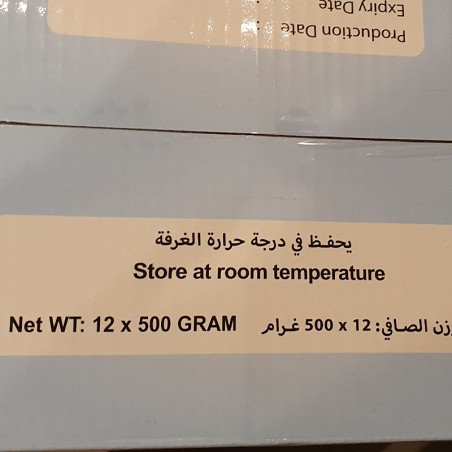 Expiry Date :
Production Date :
يحفظ في درجة حرارة الغرفة
Store at room temperature
Net WT: 12 x 500 GRAM الصافي: 12 x 500 غرام